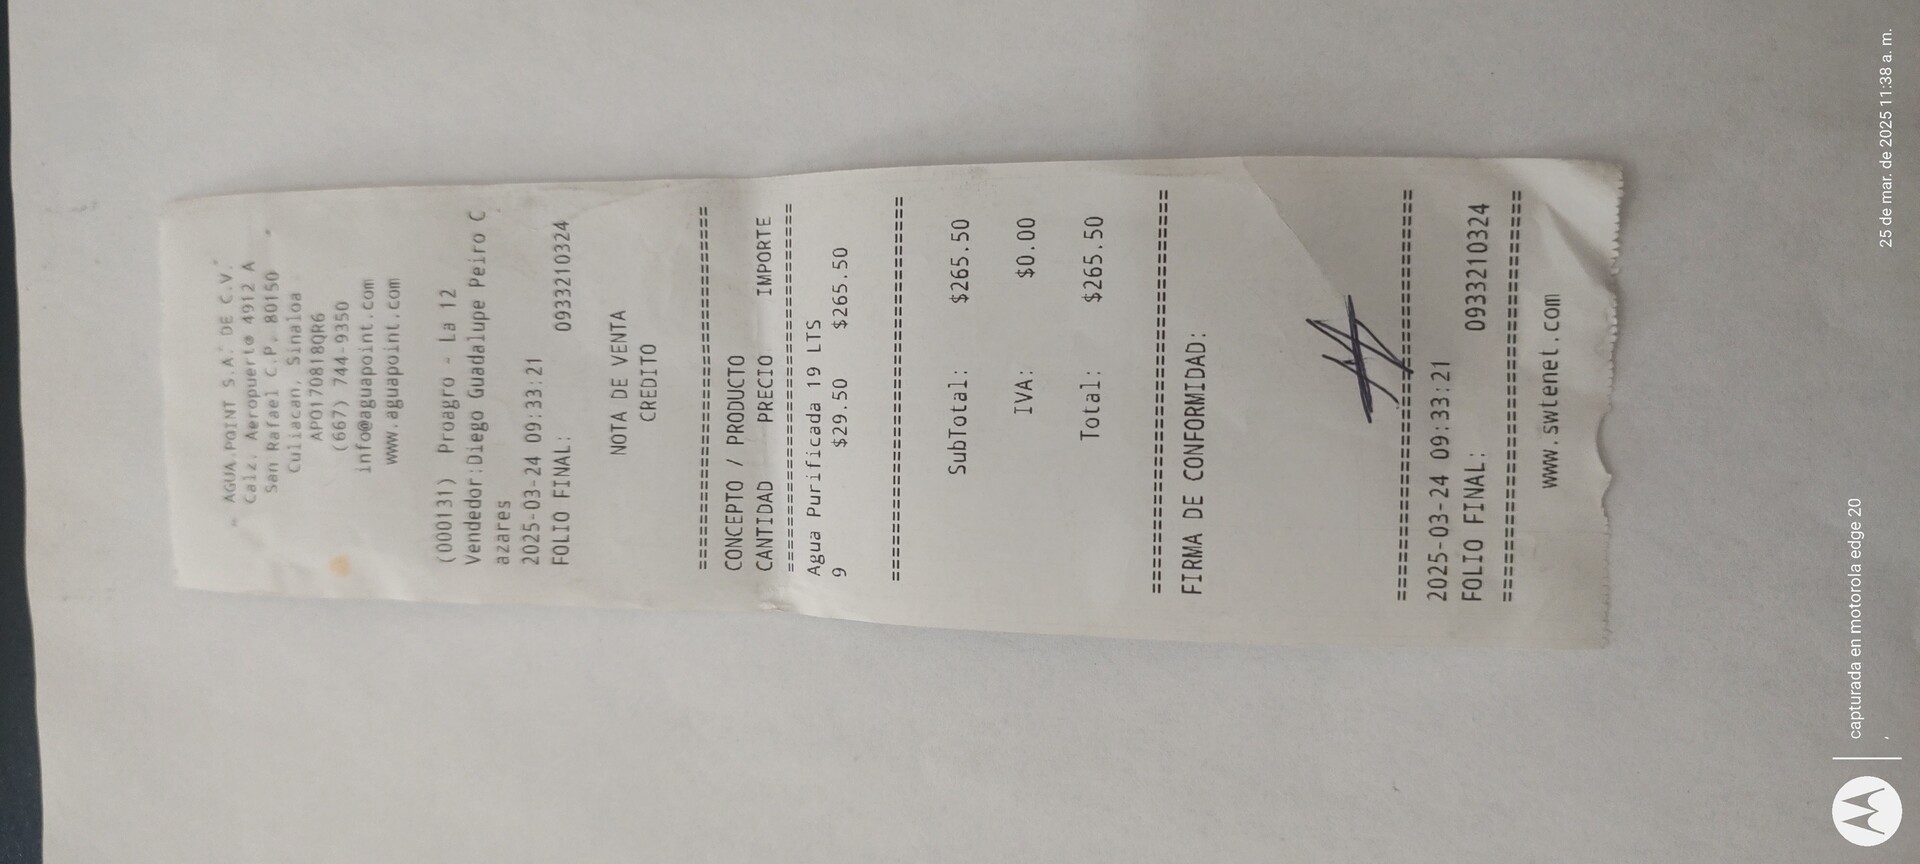 AGUA POINT S.A. DE C.V.
Calz. Aeropuerto 4912 A
San Rafael C.P. 80150
Culiacan, Sinaloa
APO170818QR6
(667) 744-9350
info@aguapoint.com
www.aguapoint.com
(000131) Proagro - La 12
Vendedor:Diego Guadalupe Peiro C
azares
2025-03-24 09:33:21
FOLIO FINAL: 0933210324
NOTA DE VENTA
CREDITO
================================
CONCEPTO / PRODUCTO
CANTIDAD PRECIO IMPORTE
================================
Agua Purificada 19 LTS
9 $29.50 $265.50
================================
SubTotal: $265.50
IVA: $0.00
Total: $265.50
================================
FIRMA DE CONFORMIDAD:
================================
2025-03-24 09:33:21
FOLIO FINAL: 0933210324
================================
www.swtenet.com
capturada en motorola edge 20
25 de mar. de 2025 11:38 a. m.